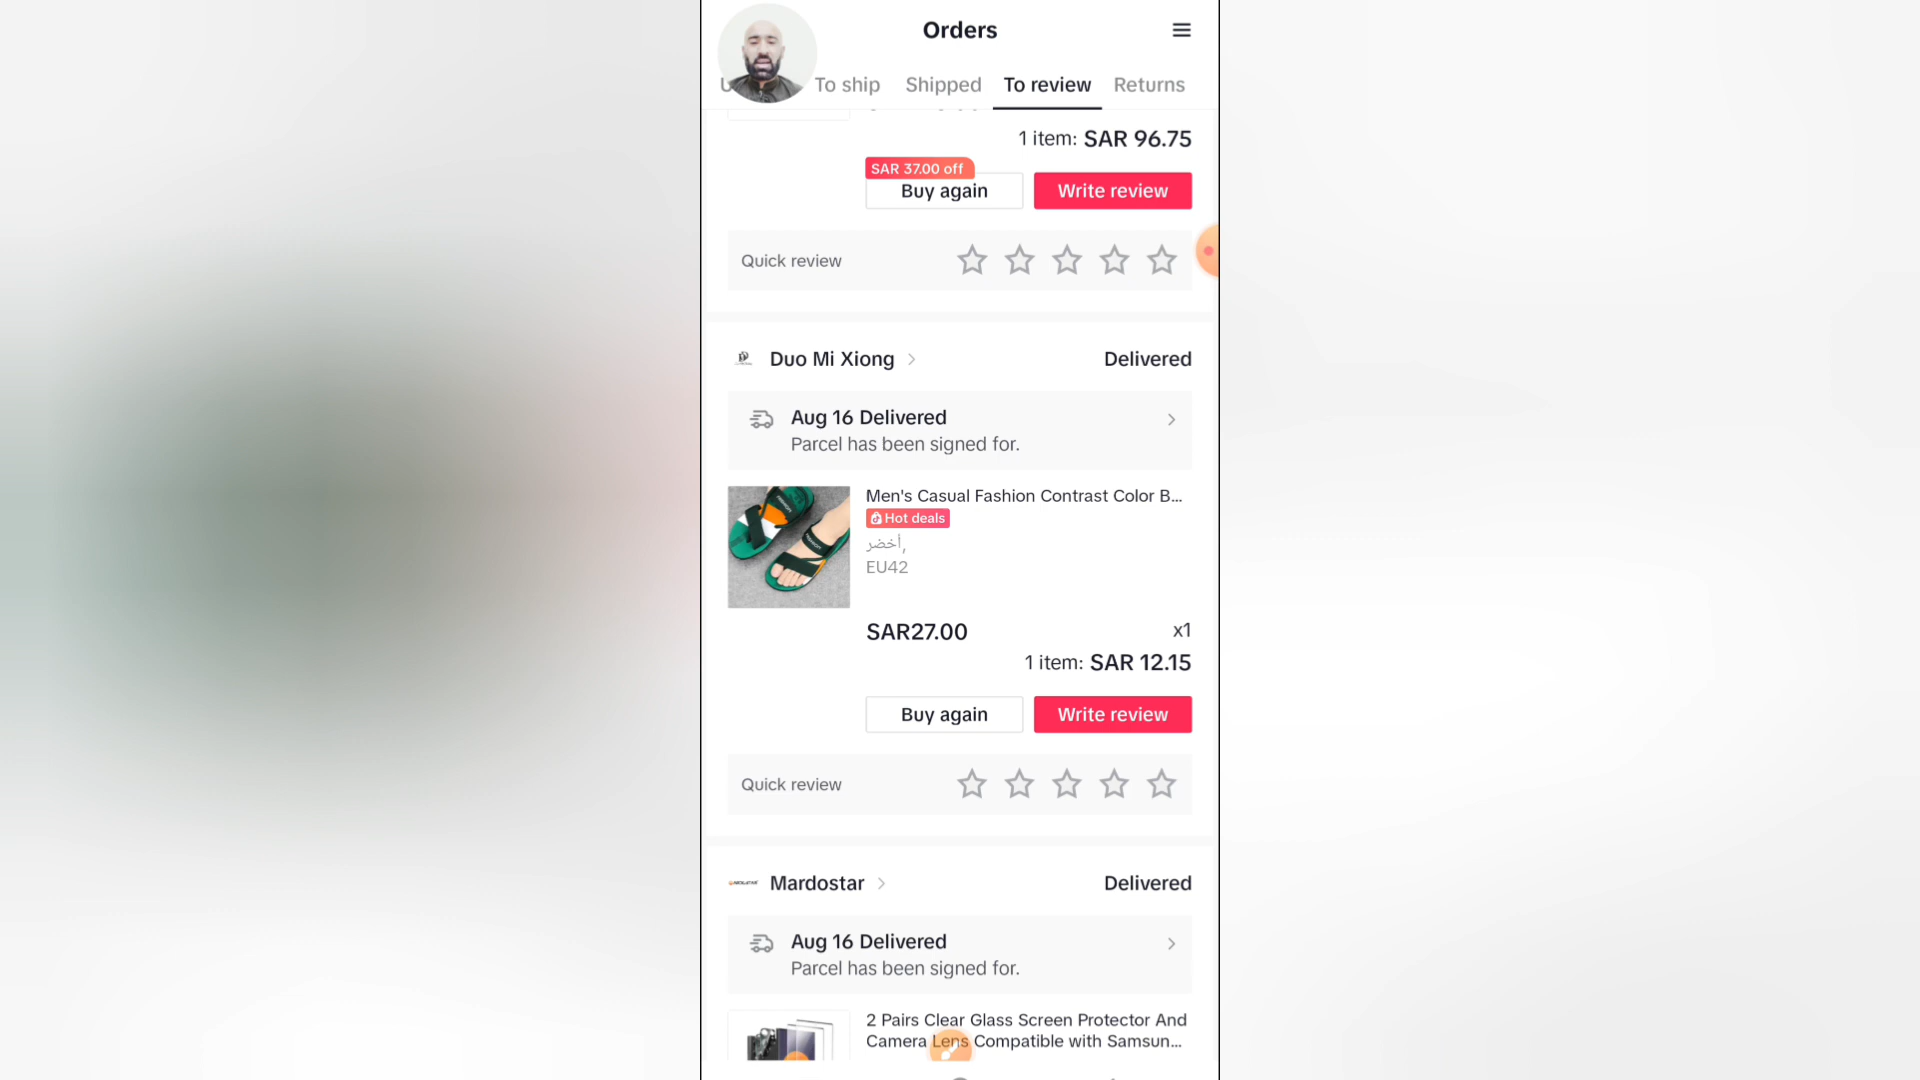 Orders
To ship
Shipped
To review
Returns
1 item: SAR 96.75
SAR 37.00 off
Buy again
Write review
Quick review
Duo Mi Xiong
Delivered
Aug 16 Delivered
Parcel has been signed for.
Men's Casual Fashion Contrast Color B...
Hot deals
أخضر,
EU42
SAR27.00
x1
1 item: SAR 12.15
Buy again
Write review
Quick review
Mardostar
Delivered
Aug 16 Delivered
Parcel has been signed for.
2 Pairs Clear Glass Screen Protector And
Camera Lens Compatible with Samsun...